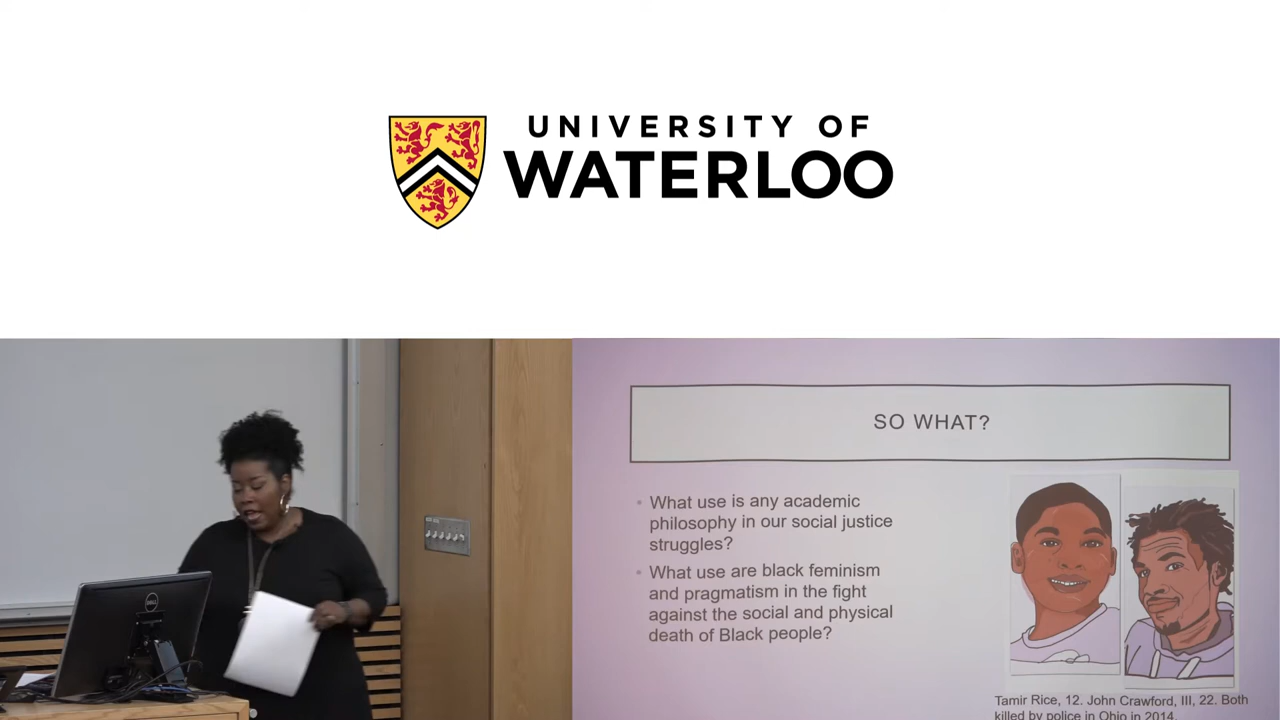 UNIVERSITY OF
WATERLOO
SO WHAT?
• What use is any academic
philosophy in our social justice
struggles?
• What use are black feminism
and pragmatism in the fight
against the social and physical
death of Black people?
Tamir Rice, 12. John Crawford, III, 22. Both
killed by police in Ohio in 2014.
DELL